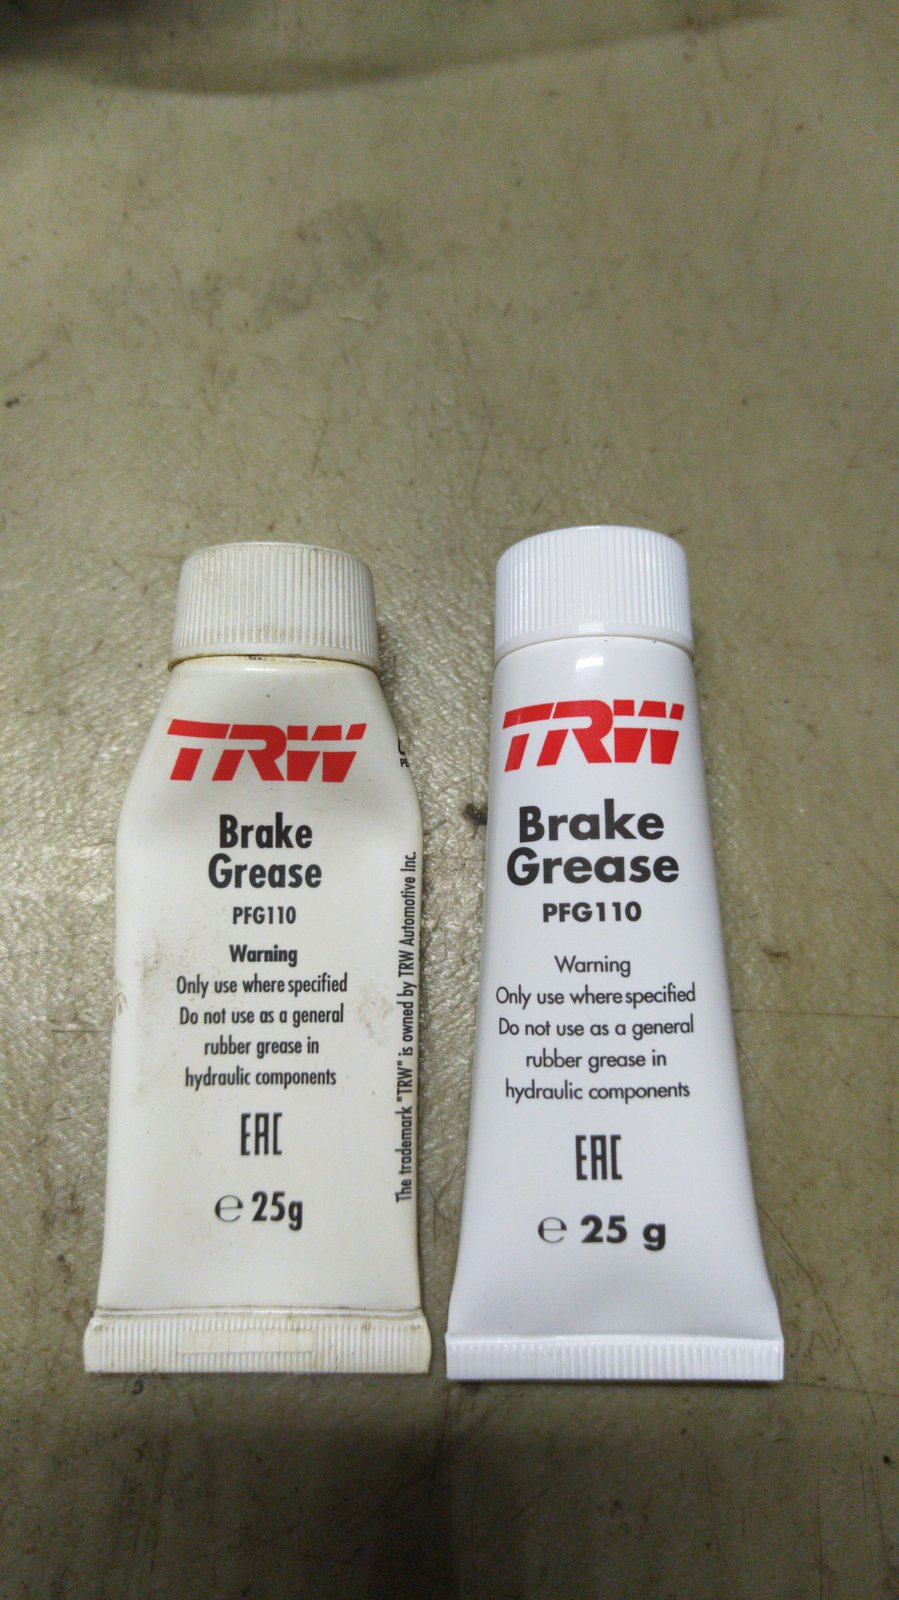 TRW
Brake
Grease
PFG110
Warning
Only use where specified
Do not use as a general
rubber grease in
hydraulic components
EAC
℮ 25g
The trademark "TRW" is owned by TRW Automotive Inc.
TRW
Brake
Grease
PFG110
Warning
Only use where specified
Do not use as a general
rubber grease in
hydraulic components
EAC
℮ 25 g